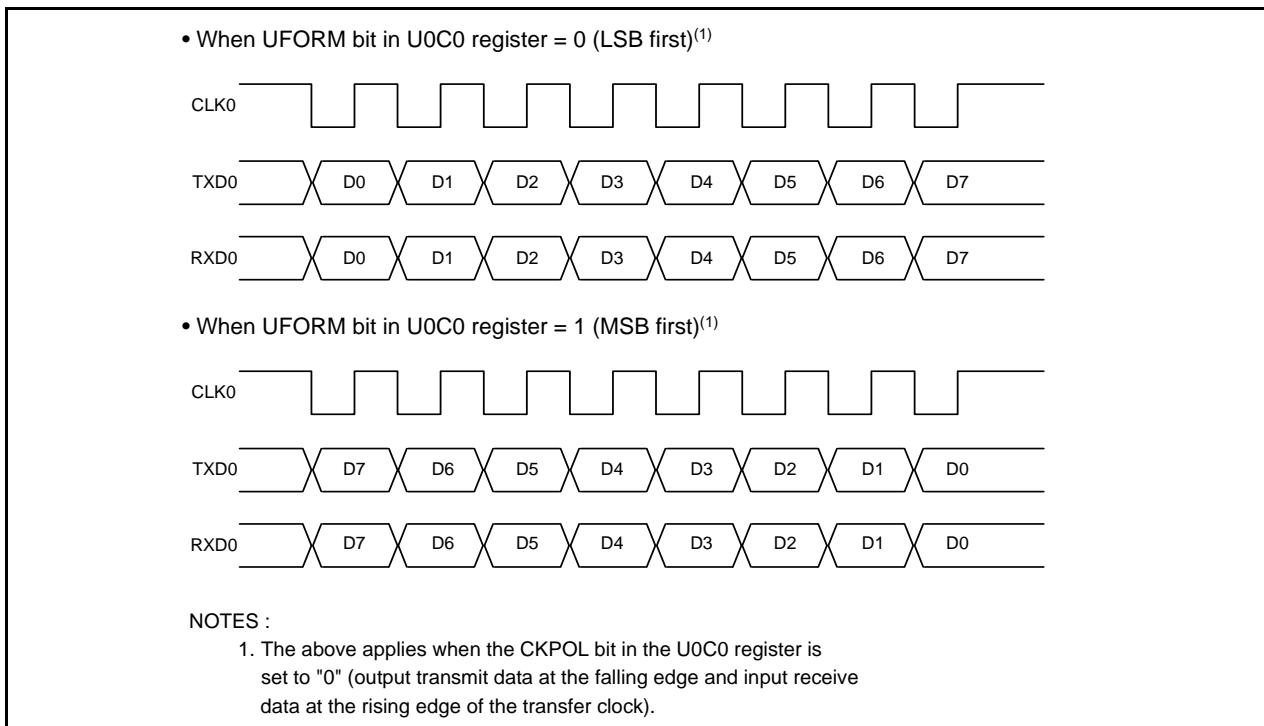 • When UFORM bit in U0C0 register = 0 (LSB first)(1)
CLK0
TXD0 D0 D1 D2 D3 D4 D5 D6 D7
RXD0 D0 D1 D2 D3 D4 D5 D6 D7
• When UFORM bit in U0C0 register = 1 (MSB first)(1)
CLK0
TXD0 D7 D6 D5 D4 D3 D2 D1 D0
RXD0 D7 D6 D5 D4 D3 D2 D1 D0
NOTES :
1. The above applies when the CKPOL bit in the U0C0 register is
set to "0" (output transmit data at the falling edge and input receive
data at the rising edge of the transfer clock).